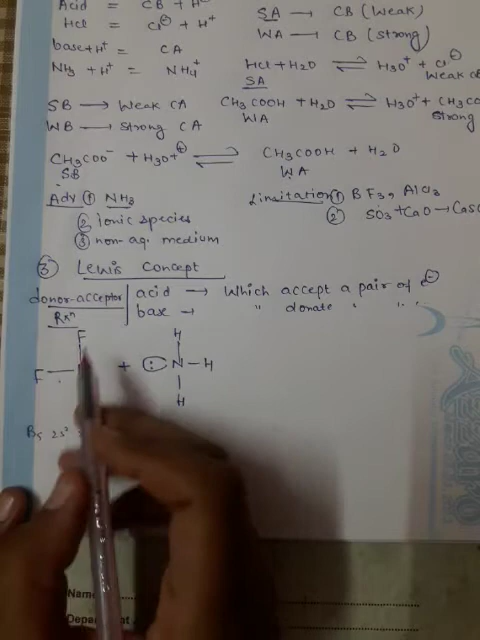 Acid = CB + H⁺
HCl = Cl⊖ + H⁺
base + H⁺ = CA
NH₃ + H⁺ = NH₄⁺
SB → Weak CA
WB → Strong CA
CH₃COO⁻ + H₃O⁺ ⇌ CH₃COOH + H₂O
SB WA
SA → CB (Weak)
WA → CB (Strong)
HCl + H₂O ⇌ H₃O⁺ + Cl⊖
SA Weak
CH₃COOH + H₂O ⇌ H₃O⁺ + CH₃CO
WA Strong
Adv ① NH₃
② ionic species
③ non-aq. medium
Limitation ① BF₃, AlCl₃
② SO₃ + CaO → CaSO
③ Lewis Concept
donor-acceptor
Rxⁿ
acid → Which accept a pair of e⊖
base → " donate " " "
F
F — + : N — H
H
H
B, 2s²
Name
Department